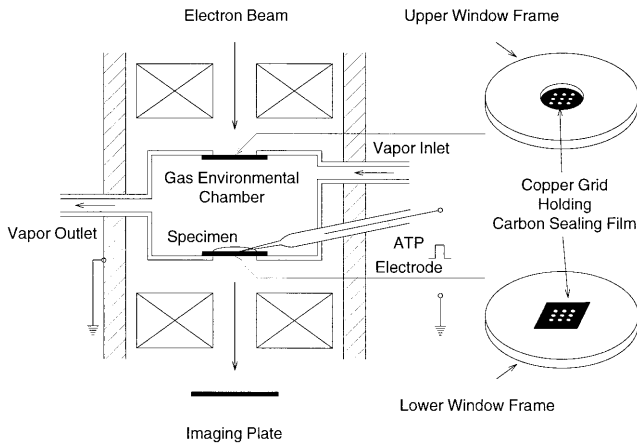 Electron Beam
Upper Window Frame
Vapor Inlet
Gas Environmental
Chamber
Copper Grid
Holding
Carbon Sealing Film
Vapor Outlet
Specimen
ATP
Electrode
Lower Window Frame
Imaging Plate